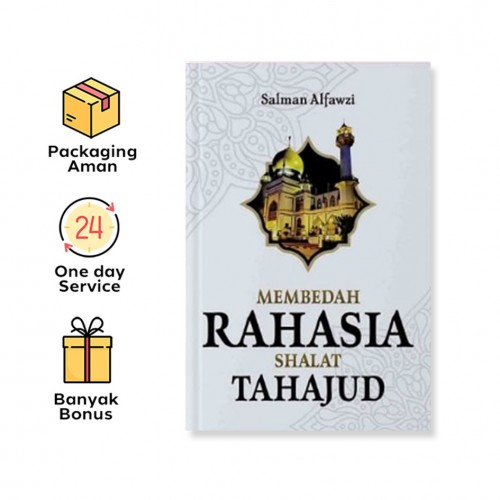 Packaging
Aman
24
One day
Service
Banyak
Bonus
Salman Alfawzi
MEMBEDAH
RAHASIA
SHALAT
TAHAJUD